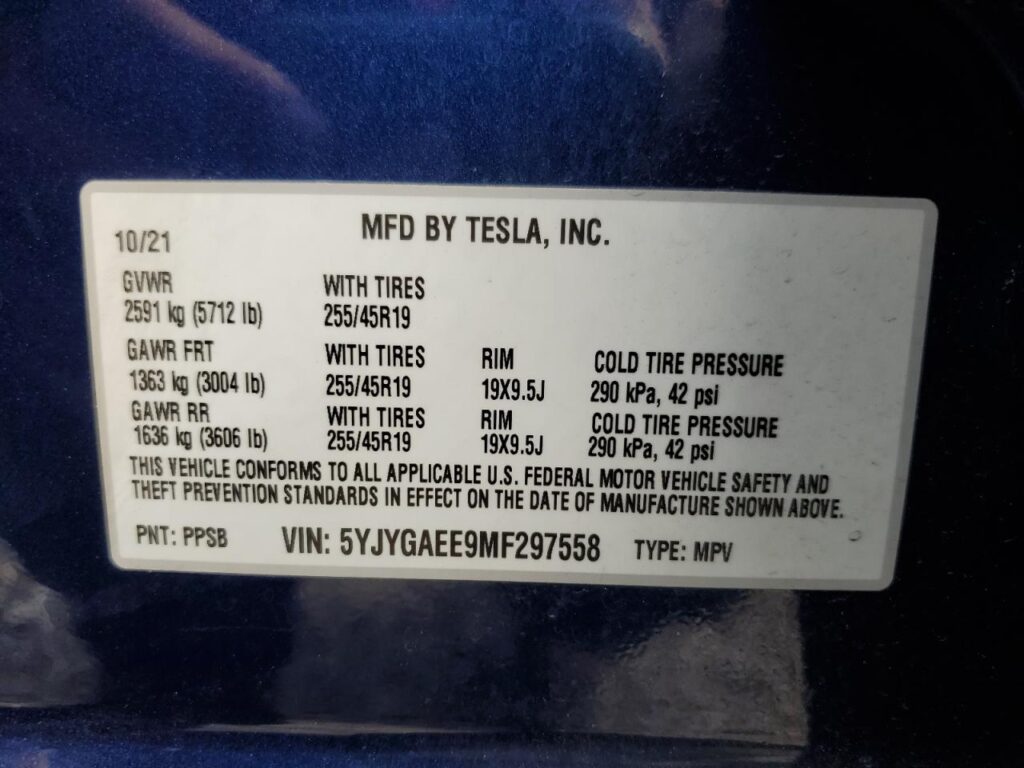 MFD BY TESLA, INC.
10/21
GVWR WITH TIRES
2591 kg (5712 lb) 255/45R19
GAWR FRT WITH TIRES RIM COLD TIRE PRESSURE
1363 kg (3004 lb) 255/45R19 19X9.5J 290 kPa, 42 psi
GAWR RR WITH TIRES RIM COLD TIRE PRESSURE
1636 kg (3606 lb) 255/45R19 19X9.5J 290 kPa, 42 psi
THIS VEHICLE CONFORMS TO ALL APPLICABLE U.S. FEDERAL MOTOR VEHICLE SAFETY AND
THEFT PREVENTION STANDARDS IN EFFECT ON THE DATE OF MANUFACTURE SHOWN ABOVE.
PNT: PPSB VIN: 5YJYGAEE9MF297558 TYPE: MPV